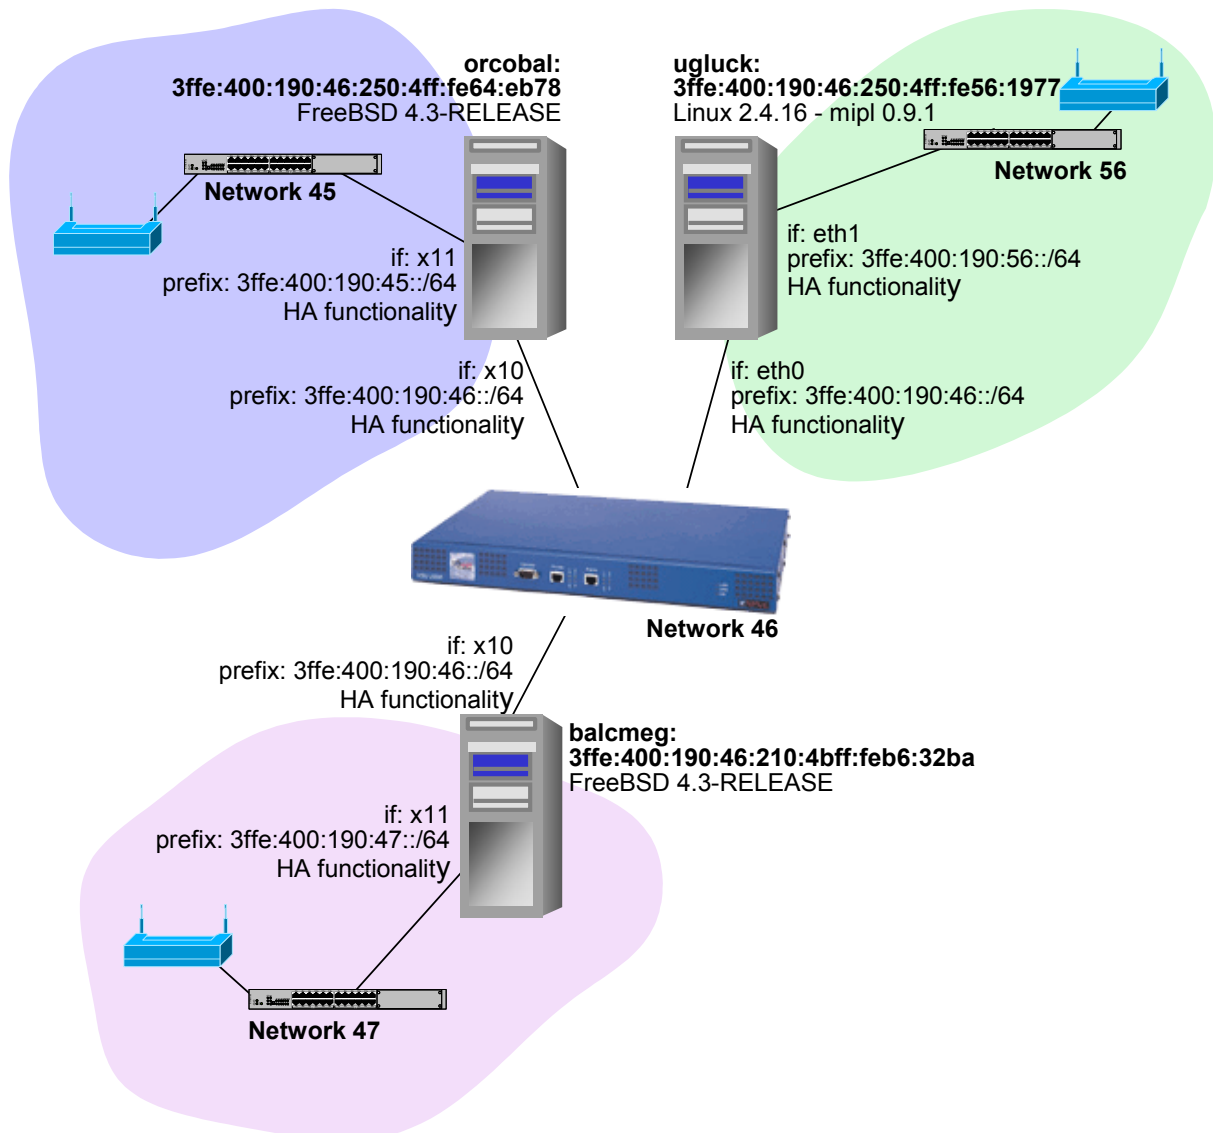 orcobal:
3ffe:400:190:46:250:4ff:fe64:eb78
FreeBSD 4.3-RELEASE
ugluck:
3ffe:400:190:46:250:4ff:fe56:1977
Linux 2.4.16 - mipl 0.9.1
Network 45
Network 56
if: x11
prefix: 3ffe:400:190:45::/64
HA functionality
if: eth1
prefix: 3ffe:400:190:56::/64
HA functionality
if: x10
prefix: 3ffe:400:190:46::/64
HA functionality
if: eth0
prefix: 3ffe:400:190:46::/64
HA functionality
Network 46
if: x10
prefix: 3ffe:400:190:46::/64
HA functionality
balcmeg:
3ffe:400:190:46:210:4bff:feb6:32ba
FreeBSD 4.3-RELEASE
if: x11
prefix: 3ffe:400:190:47::/64
HA functionality
Network 47